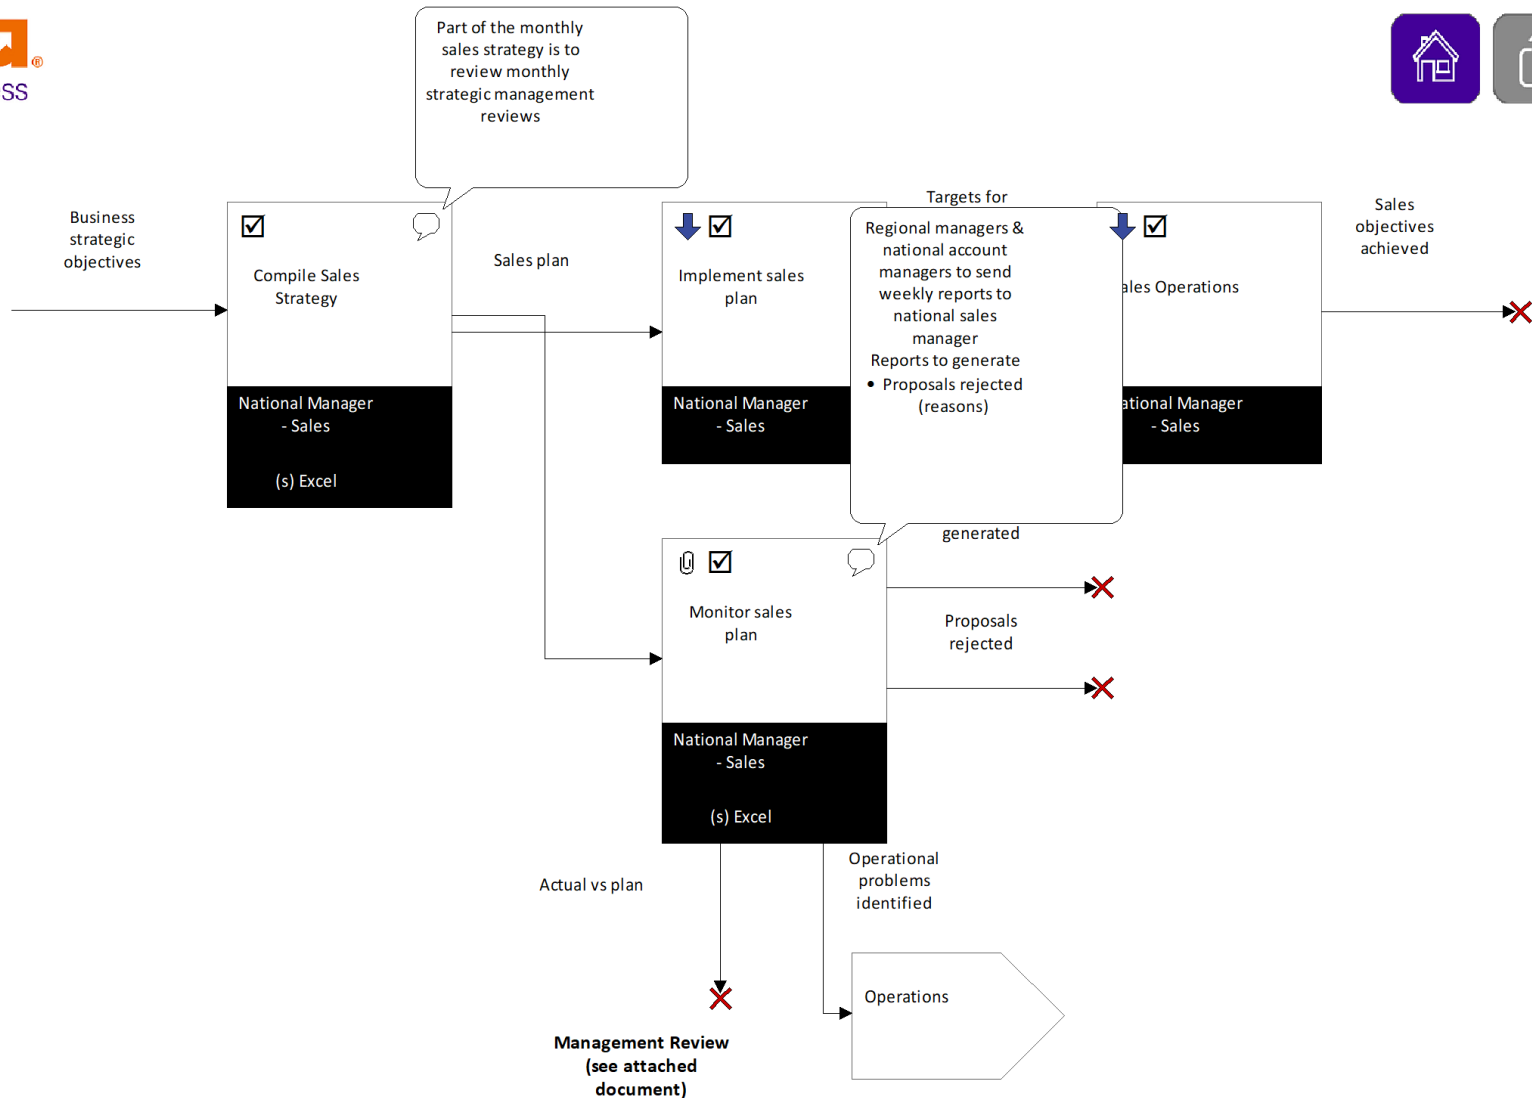 ss
Part of the monthly
sales strategy is to
review monthly
strategic management
reviews
Business
strategic
objectives
Compile Sales
Strategy
National Manager
- Sales
(s) Excel
Sales plan
Implement sales
plan
National Manager
- Sales
Targets for
Regional managers &
national account
managers to send
weekly reports to
national sales
manager
Reports to generate
• Proposals rejected
(reasons)
generated
ales Operations
ational Manager
- Sales
Sales
objectives
achieved
Monitor sales
plan
National Manager
- Sales
(s) Excel
Proposals
rejected
Actual vs plan
Operational
problems
identified
Operations
Management Review
(see attached
document)